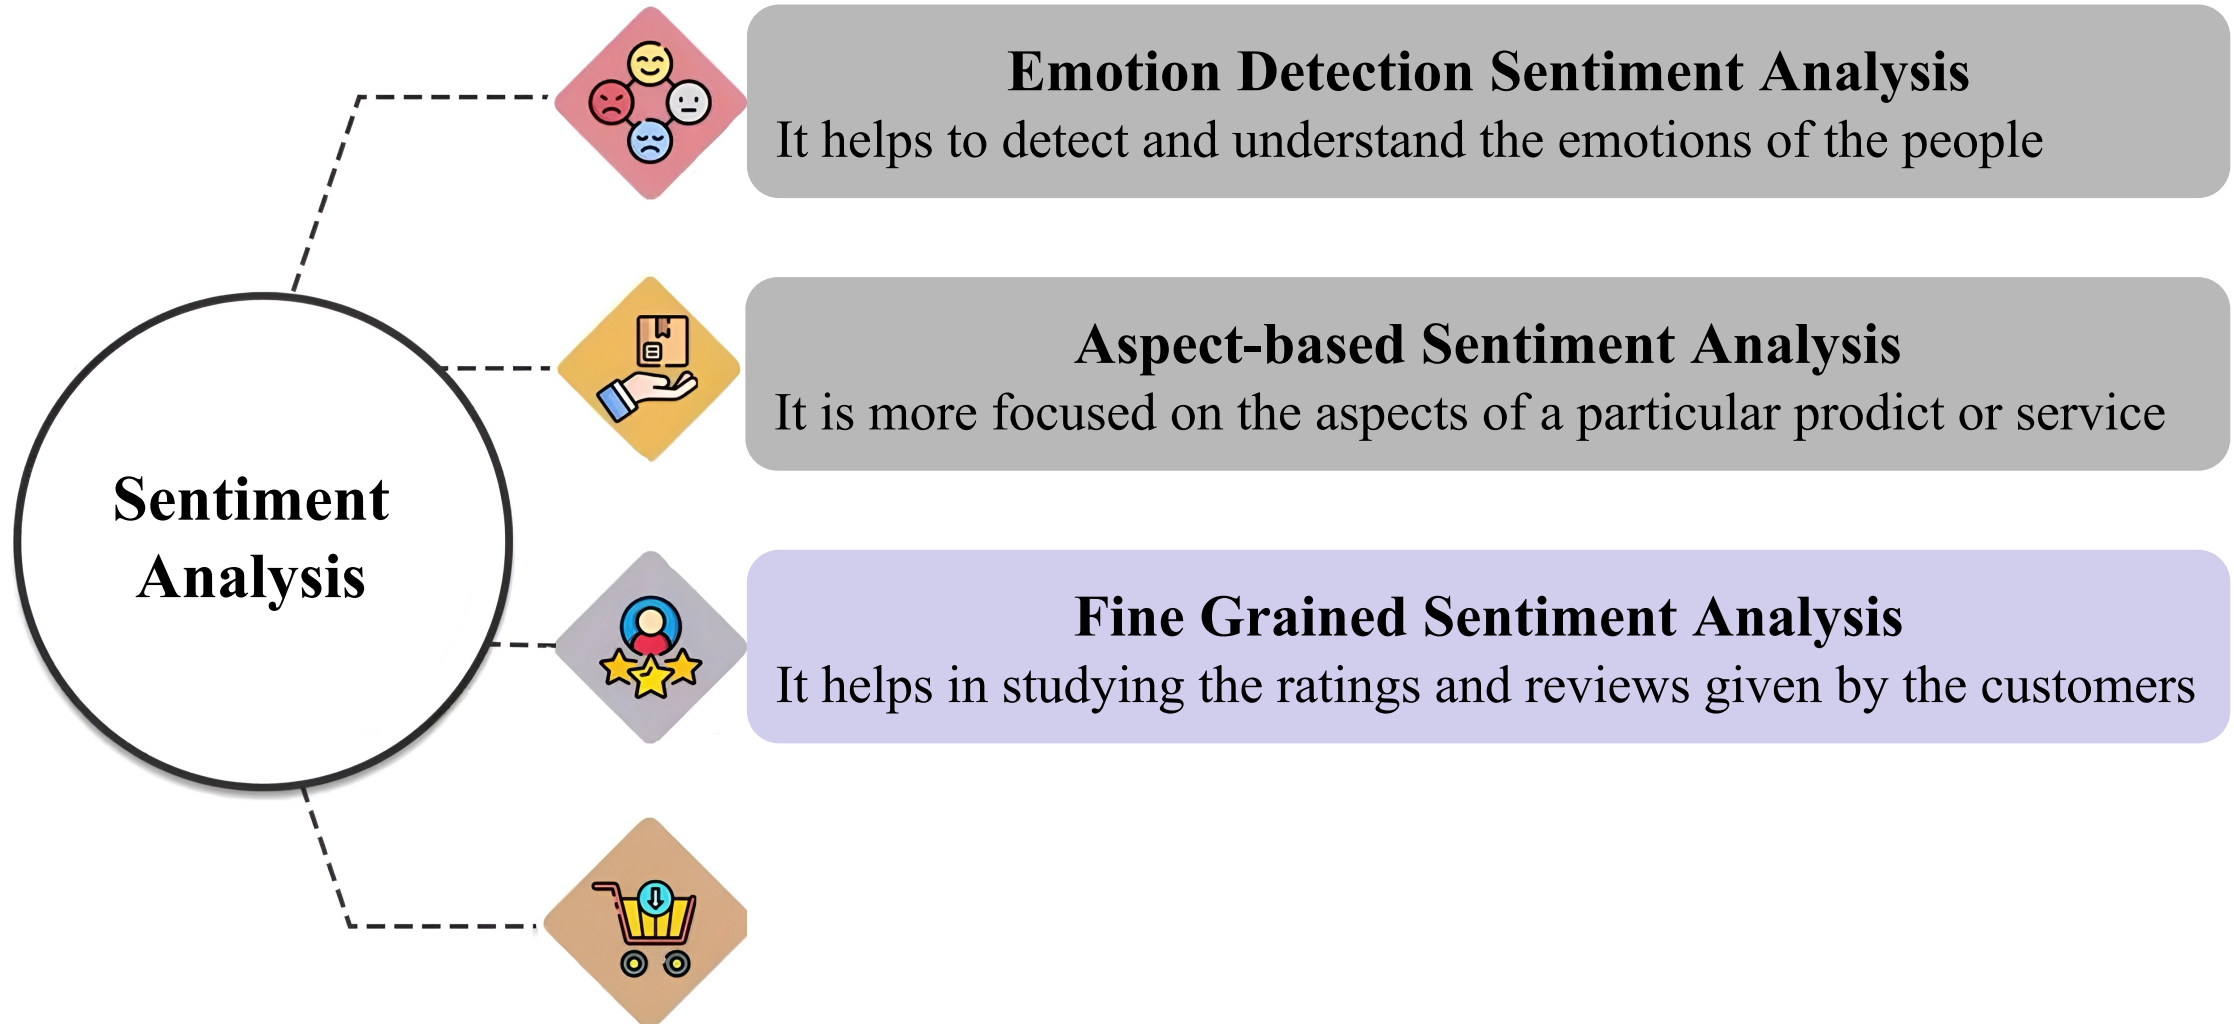 Emotion Detection Sentiment Analysis
It helps to detect and understand the emotions of the people
Aspect-based Sentiment Analysis
It is more focused on the aspects of a particular prodict or service
Sentiment
Analysis
Fine Grained Sentiment Analysis
It helps in studying the ratings and reviews given by the customers